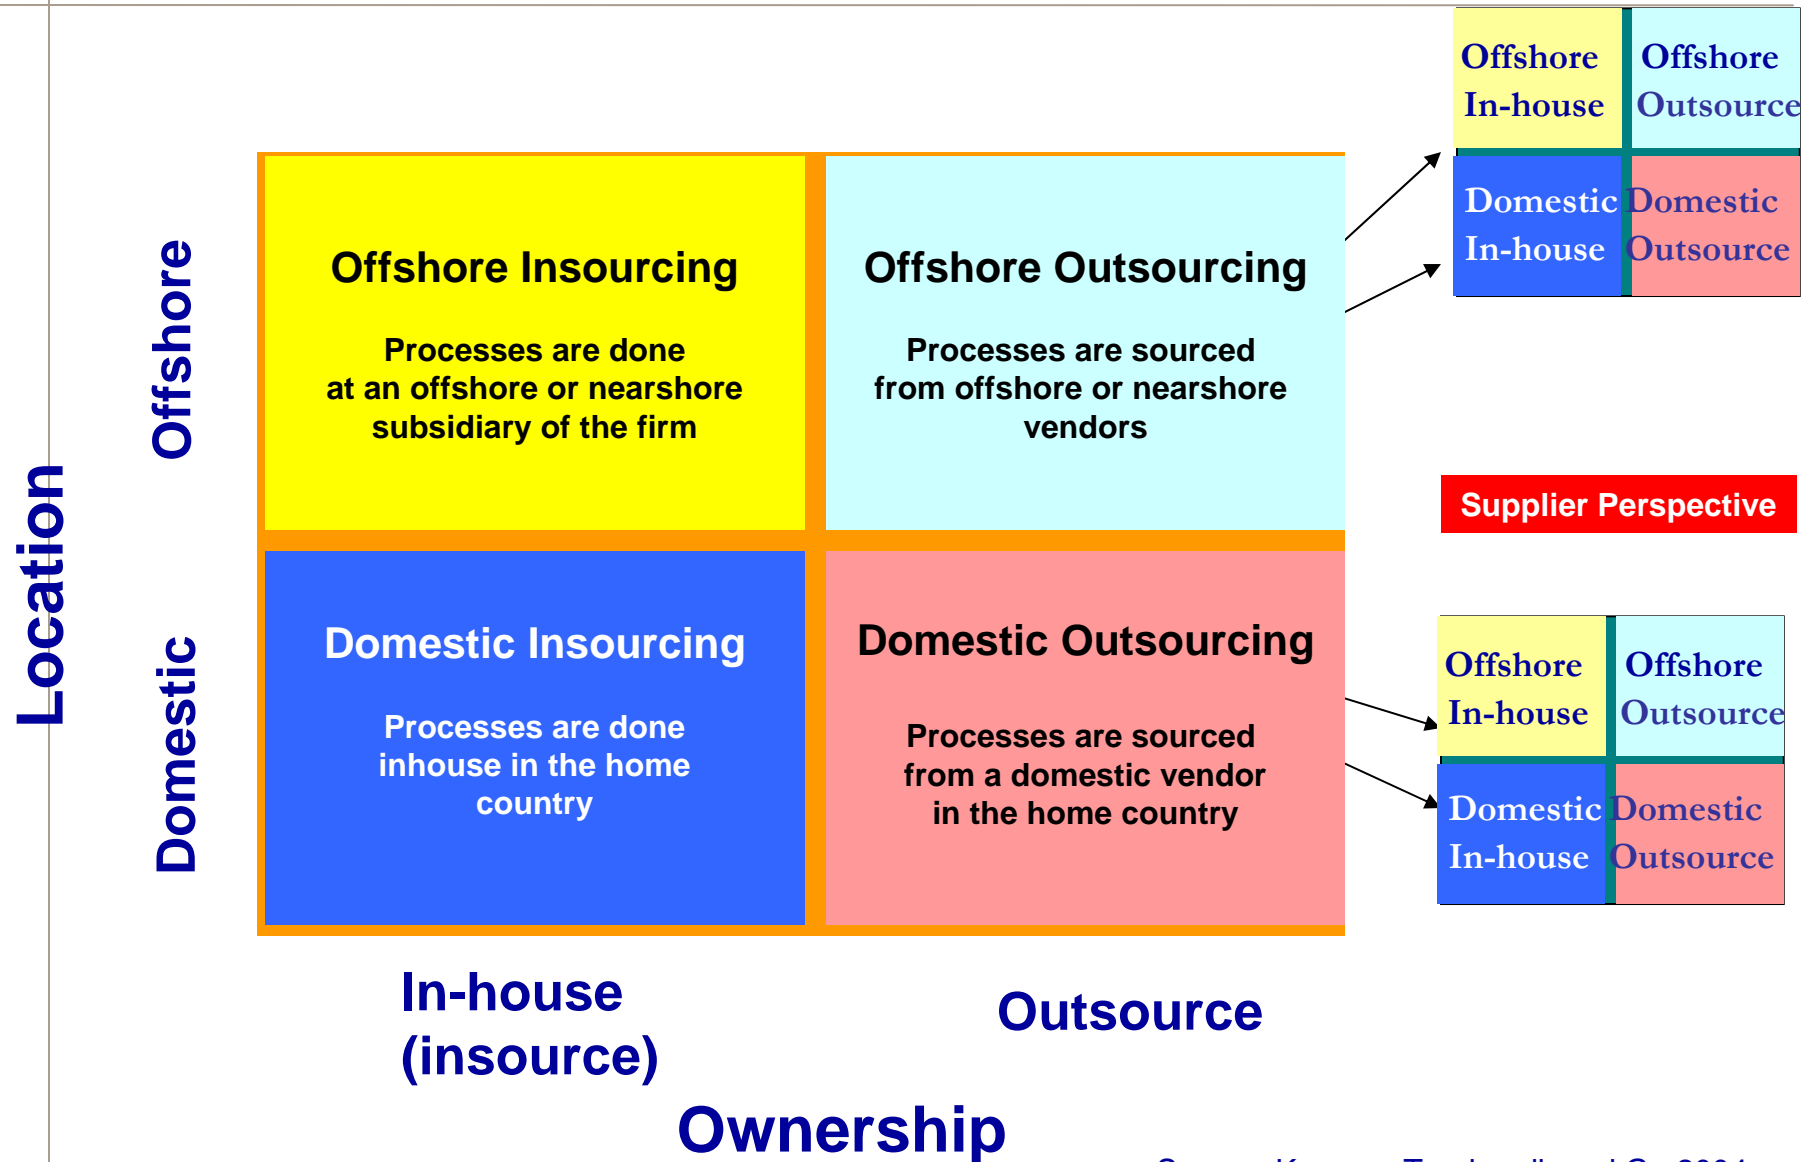 Offshore
In-house
Offshore
Outsource
Domestic
In-house
Domestic
Outsource
Location
Offshore
Offshore Insourcing
Processes are done
at an offshore or nearshore
subsidiary of the firm
Offshore Outsourcing
Processes are sourced
from offshore or nearshore
vendors
Supplier Perspective
Domestic
Domestic Insourcing
Processes are done
inhouse in the home
country
Domestic Outsourcing
Processes are sourced
from a domestic vendor
in the home country
Offshore
In-house
Offshore
Outsource
Domestic
In-house
Domestic
Outsource
In-house
(insource)
Outsource
Ownership